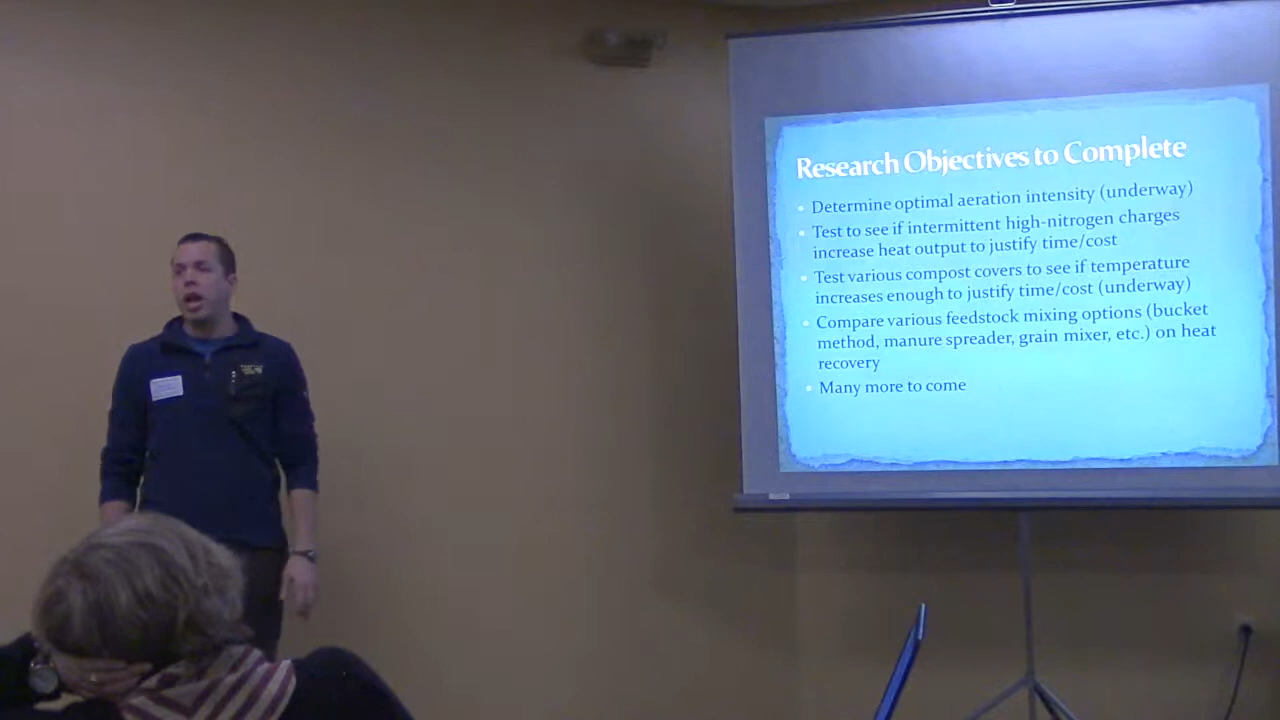 Research Objectives to Complete
• Determine optimal aeration intensity (underway)
• Test to see if intermittent high-nitrogen charges
increase heat output to justify time/cost
• Test various compost covers to see if temperature
increases enough to justify time/cost (underway)
• Compare various feedstock mixing options (bucket
method, manure spreader, grain mixer, etc.) on heat
recovery
• Many more to come